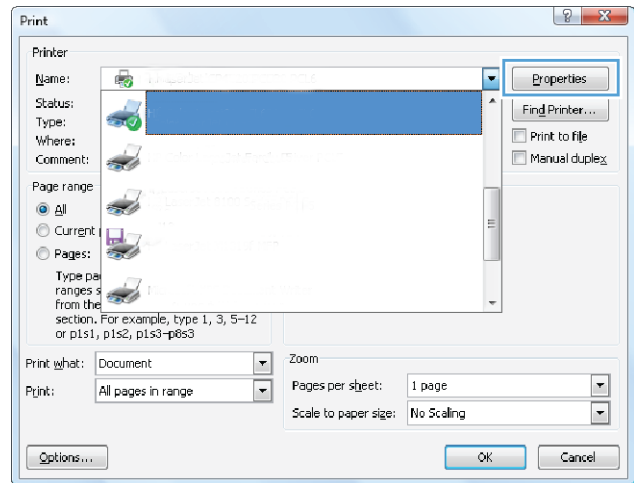 Print
Printer
Name:
Properties
Status:
Find Printer...
Type:
Where:
Print to file
Comment:
Manual duplex
Page range
All
Current
Pages:
Type
ranges
from the
section. For example, type 1, 3, 5–12
or p1s1, p1s2, p1s3–p8s3
Print what: Document
Zoom
Print: All pages in range
Pages per sheet: 1 page
Scale to paper size: No Scaling
Options...
OK
Cancel